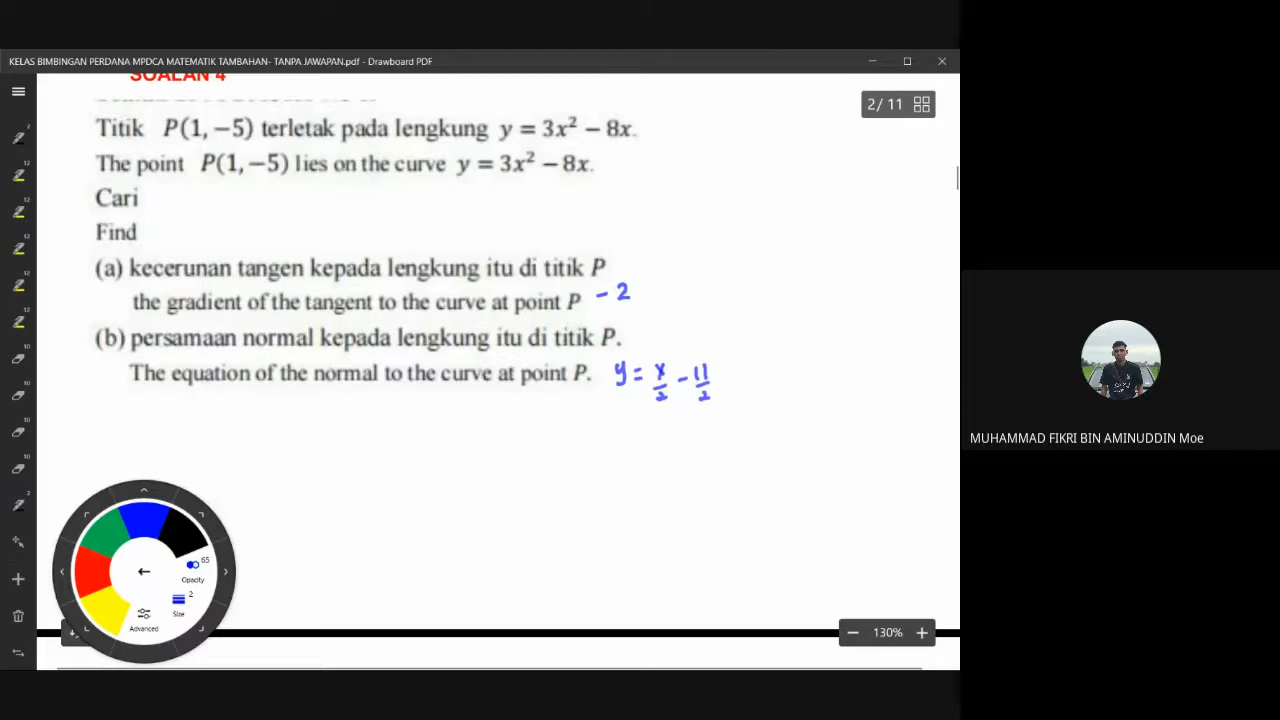 KELAS BIMBINGAN PERDANA MPDCA MATEMATIK TAMBAHAN- TANPA JAWAPAN.pdf - Drawboard PDF
SOALAN 4
2/ 11
Titik P(1, −5) terletak pada lengkung y = 3x² − 8x.
The point P(1, −5) lies on the curve y = 3x² − 8x.
Cari
Find
(a) kecerunan tangen kepada lengkung itu di titik P
the gradient of the tangent to the curve at point P - 2
(b) persamaan normal kepada lengkung itu di titik P.
The equation of the normal to the curve at point P. y = x/2 - 11/2
MUHAMMAD FIKRI BIN AMINUDDIN Moe
65
Opacity
2
Size
Advanced
130%